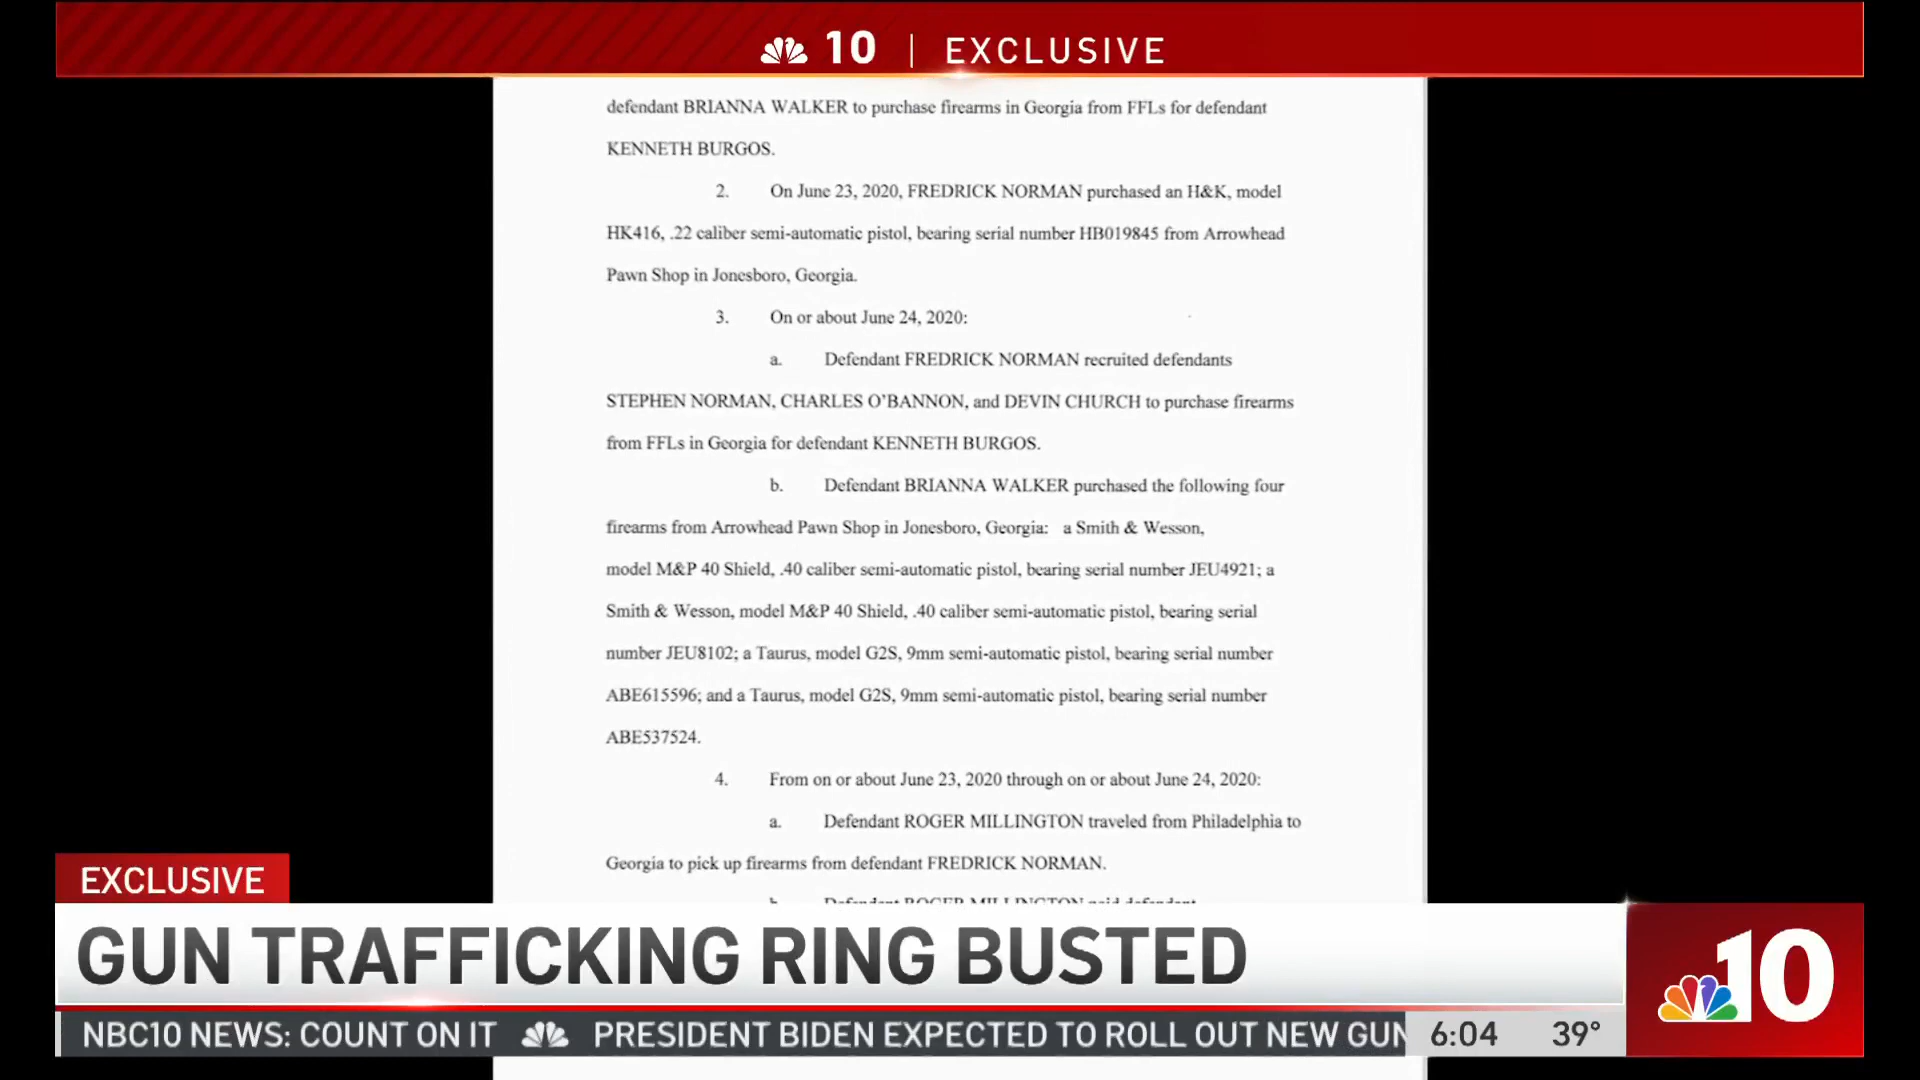 10 | EXCLUSIVE
defendant BRIANNA WALKER to purchase firearms in Georgia from FFLs for defendant
KENNETH BURGOS.
2. On June 23, 2020, FREDRICK NORMAN purchased an H&K, model
HK416, .22 caliber semi-automatic pistol, bearing serial number HB019845 from Arrowhead
Pawn Shop in Jonesboro, Georgia.
3. On or about June 24, 2020:
a. Defendant FREDRICK NORMAN recruited defendants
STEPHEN NORMAN, CHARLES O'BANNON, and DEVIN CHURCH to purchase firearms
from FFLs in Georgia for defendant KENNETH BURGOS.
b. Defendant BRIANNA WALKER purchased the following four
firearms from Arrowhead Pawn Shop in Jonesboro, Georgia: a Smith & Wesson,
model M&P 40 Shield, .40 caliber semi-automatic pistol, bearing serial number JEU4921; a
Smith & Wesson, model M&P 40 Shield, .40 caliber semi-automatic pistol, bearing serial
number JEU8102; a Taurus, model G2S, 9mm semi-automatic pistol, bearing serial number
ABE615596; and a Taurus, model G2S, 9mm semi-automatic pistol, bearing serial number
ABE537524.
4. From on or about June 23, 2020 through on or about June 24, 2020:
a. Defendant ROGER MILLINGTON traveled from Philadelphia to
Georgia to pick up firearms from defendant FREDRICK NORMAN.
b. Defendant ROGER MILLINGTON paid defendant
EXCLUSIVE
GUN TRAFFICKING RING BUSTED
10
NBC10 NEWS: COUNT ON IT PRESIDENT BIDEN EXPECTED TO ROLL OUT NEW GUN 6:04 39°